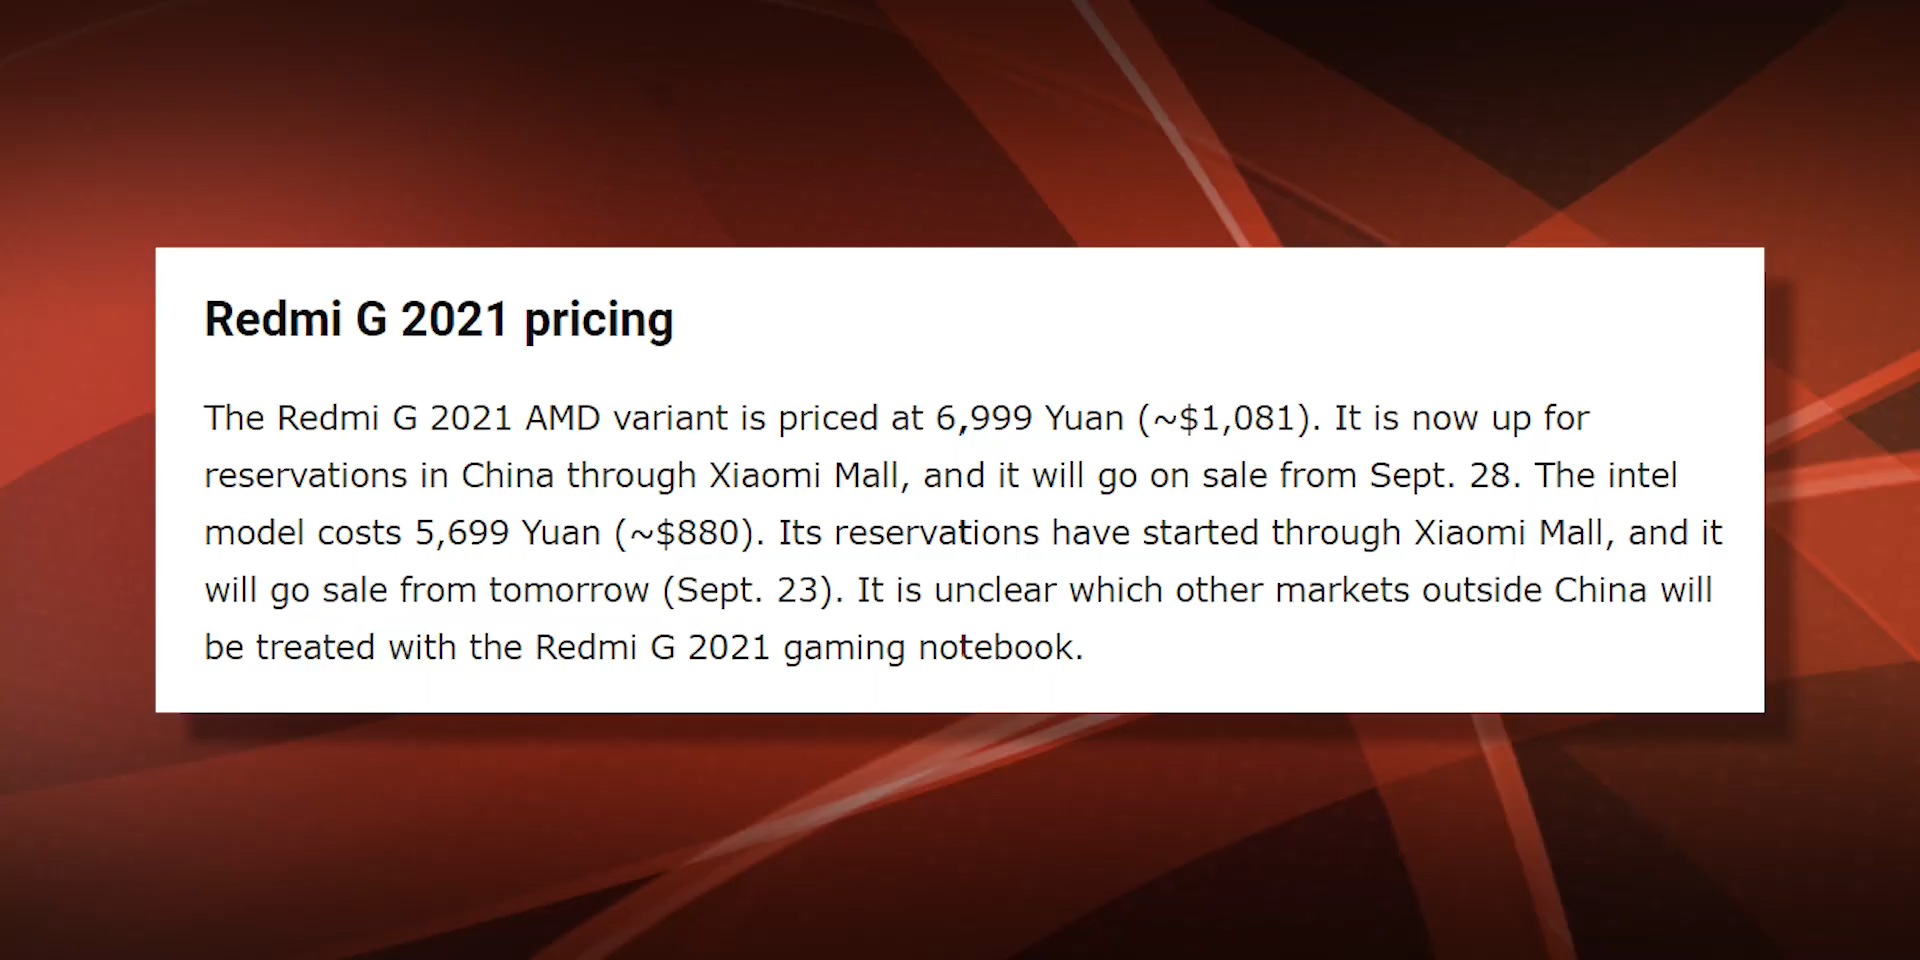 Redmi G 2021 pricing
The Redmi G 2021 AMD variant is priced at 6,999 Yuan (~$1,081). It is now up for
reservations in China through Xiaomi Mall, and it will go on sale from Sept. 28. The intel
model costs 5,699 Yuan (~$880). Its reservations have started through Xiaomi Mall, and it
will go sale from tomorrow (Sept. 23). It is unclear which other markets outside China will
be treated with the Redmi G 2021 gaming notebook.